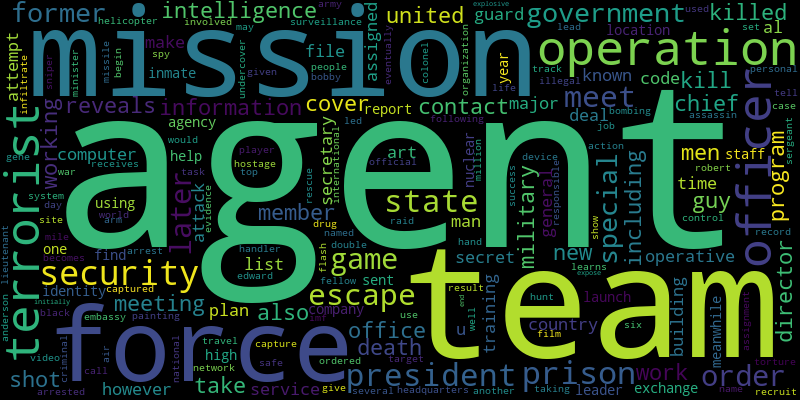 former
helicopter
intelligence
army
surveillance
involved
united
guard
government
used
explosive
killed
lead
location
set
al
mission
operation
attempt
infiltrate
spy
make
inmate
minister
missile
begin
undercover
may
given
file
people
bobby
assigned
colonel
organization
eventually
life
year
track
illegal
known
code
kill
personal
tell
sniper
reveals
information
cover
report
contact
major
meet
deal
job
bombing
chief
assassin
case
sergeant
agent
terrorist
working
agency
would
player
led
following
art
official
nuclear
million
device
action
robert
men
staff
program
officer
computer
receives
help
war
gene
task
hostage
top
secretary
international
rescue
success
responsible
time
control
guy
system
day
using
world
later
attack
evidence
member
drug
named
double
raid
state
man
hand
military
general
special
including
show
record
site
arm
mile
one
becomes
find
arrest
handler
edward
list
flash
fellow
game
sent
secret
new
learns
operative
expose
director
security
identity
captured
escape
result
team
lieutenant
anderson
initially
black
embassy
meeting
painting
plan
also
company
imf
use
office
well
end
u
training
hunt
country
launch
film
six
building
meanwhile
assignment
force
travel
high
network
capture
safe
ordered
death
target
president
prison
work
order
torture
video
criminal
air
call
national
shot
arrested
however
take
service
give
several
headquarters
another
taking
leader
exchange
name
recruit